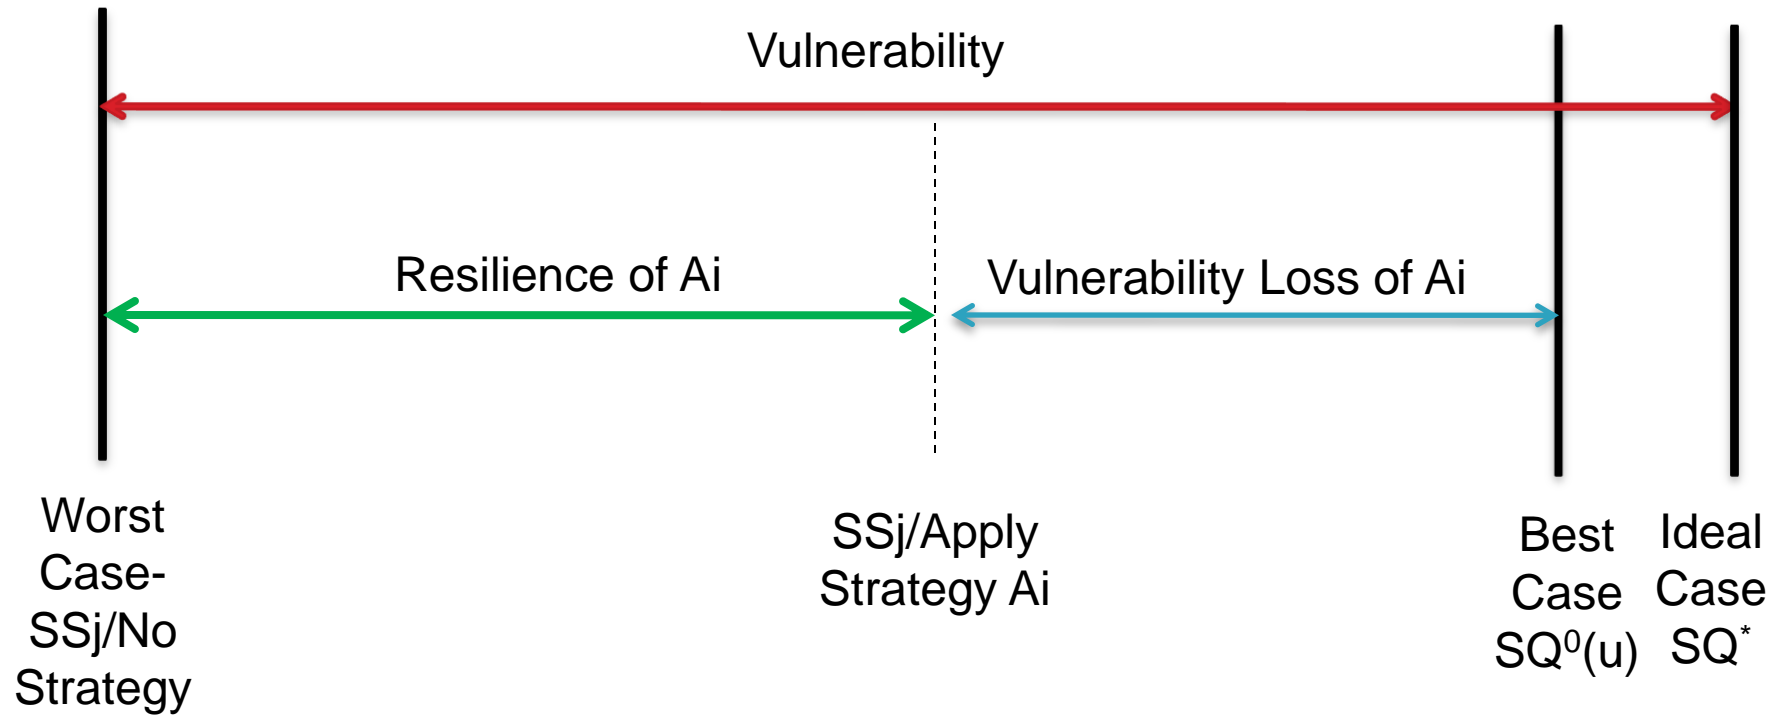 Vulnerability
Resilience of Ai
Vulnerability Loss of Ai
Worst
Case-
SSj/No
Strategy
SSj/Apply
Strategy Ai
Best
Case
SQ⁰(u)
Ideal
Case
SQ*